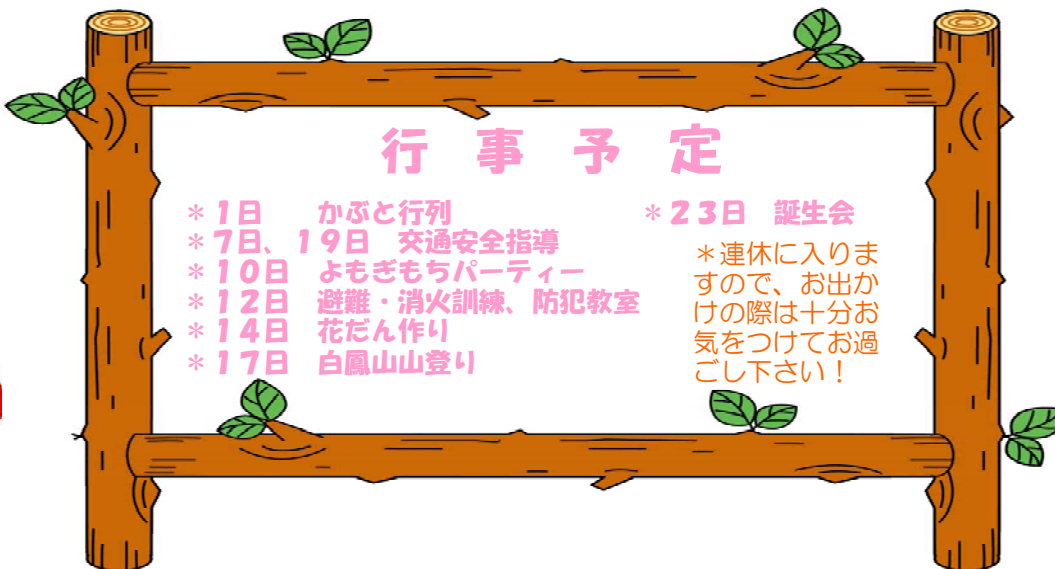 行事予定
＊１日　　かぶと行列
＊７日、１９日　交通安全指導
＊１０日　よもぎもちパーティー
＊１２日　避難・消火訓練、防犯教室
＊１４日　花だん作り
＊１７日　白鳳山山登り
＊２３日　誕生会
＊連休に入りま
すので、お出か
けの際は十分お
気をつけてお過
ごし下さい！